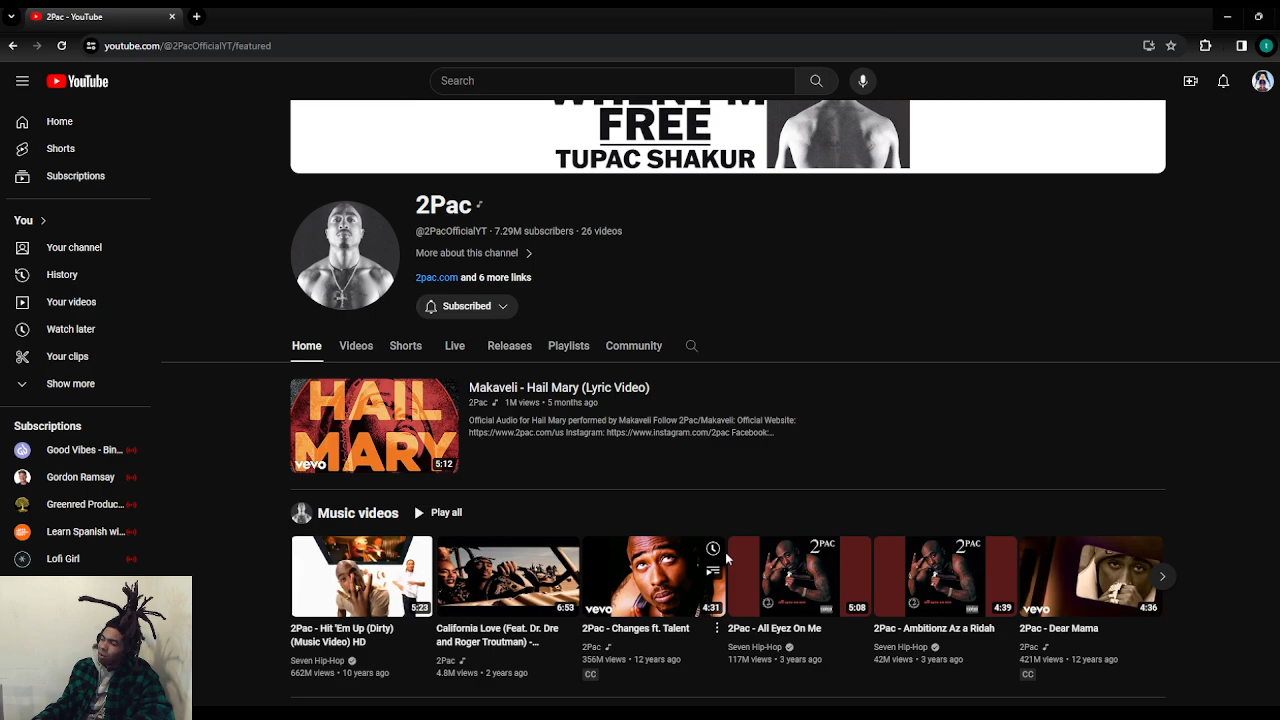 2Pac - YouTube
youtube.com/@2PacOfficialYT/featured
t
YouTube
Search
FREE
TUPAC SHAKUR
Home
Shorts
Subscriptions
You
Your channel
History
Your videos
Watch later
Your clips
Show more
Subscriptions
Good Vibes - Bin...
Gordon Ramsay
Greenred Produc...
Learn Spanish wi...
Lofi Girl
2Pac
@2PacOfficialYT · 7.29M subscribers · 26 videos
More about this channel
2pac.com and 6 more links
Subscribed
Home Videos Shorts Live Releases Playlists Community
HAIL
MARY
vevo
5:12
Makaveli - Hail Mary (Lyric Video)
2Pac 1M views · 5 months ago
Official Audio for Hail Mary performed by Makaveli Follow 2Pac/Makaveli: Official Website:
https://www.2pac.com/us Instagram: https://www.instagram.com/2pac Facebook:...
Music videos Play all
5:23
2Pac - Hit 'Em Up (Dirty)
(Music Video) HD
Seven Hip-Hop
662M views · 10 years ago
6:53
California Love (Feat. Dr. Dre
and Roger Troutman) -...
2Pac
4.8M views · 2 years ago
vevo
4:31
2Pac - Changes ft. Talent
2Pac
356M views · 12 years ago
CC
2PAC
5:08
2Pac - All Eyez On Me
Seven Hip-Hop
117M views · 3 years ago
2PAC
4:39
2Pac - Ambitionz Az a Ridah
Seven Hip-Hop
42M views · 3 years ago
vevo
4:36
2Pac - Dear Mama
2Pac
421M views · 12 years ago
CC